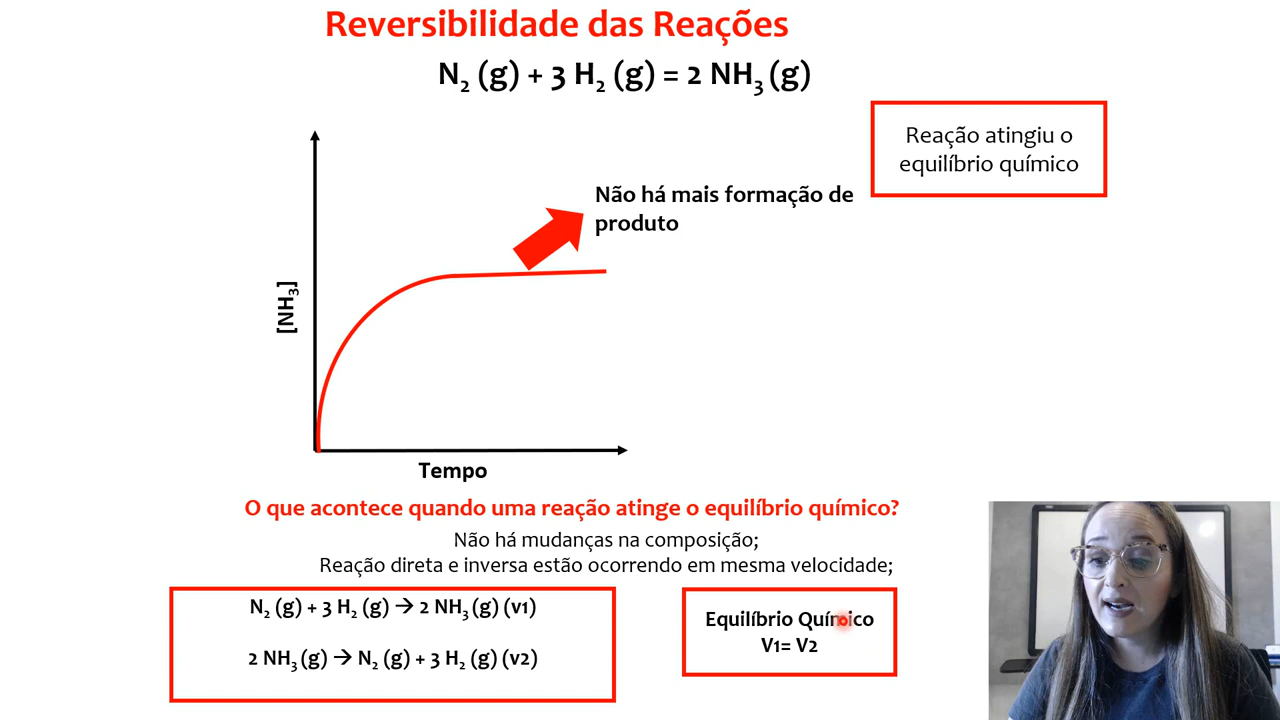 Reversibilidade das Reações
N₂ (g) + 3 H₂ (g) = 2 NH₃ (g)
Reação atingiu o
equilíbrio químico
Não há mais formação de
produto
[NH₃]
Tempo
O que acontece quando uma reação atinge o equilíbrio químico?
Não há mudanças na composição;
Reação direta e inversa estão ocorrendo em mesma velocidade;
N₂ (g) + 3 H₂ (g) → 2 NH₃ (g) (v1)
2 NH₃ (g) → N₂ (g) + 3 H₂ (g) (v2)
Equilíbrio Químico
V1= V2